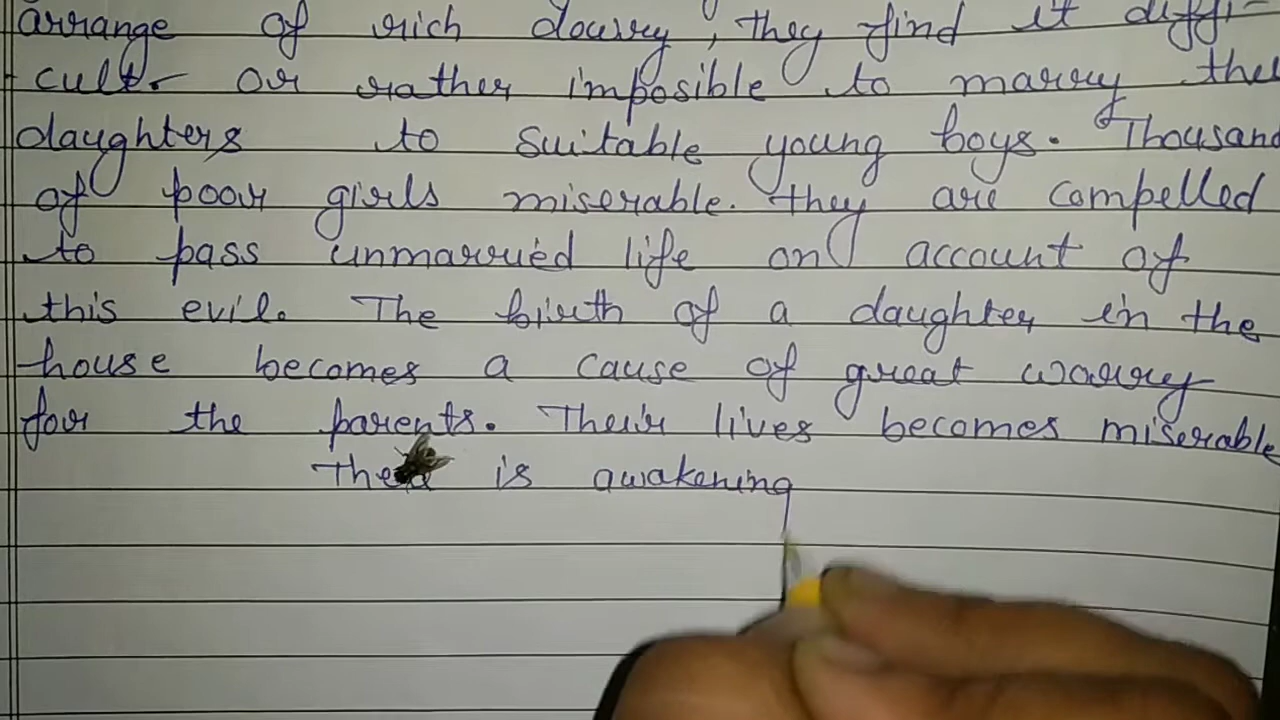 arrange of rich dowry, they find it diffi-
cult or rather imposible to marry
daughters to suitable young boys. Thousand
of poor girls miserable. they are compelled
to pass unmarried life on account of
this evil. The birth of a daughter in the
house becomes a cause of great worry
for the parents. Their lives becomes miserable
is awakening